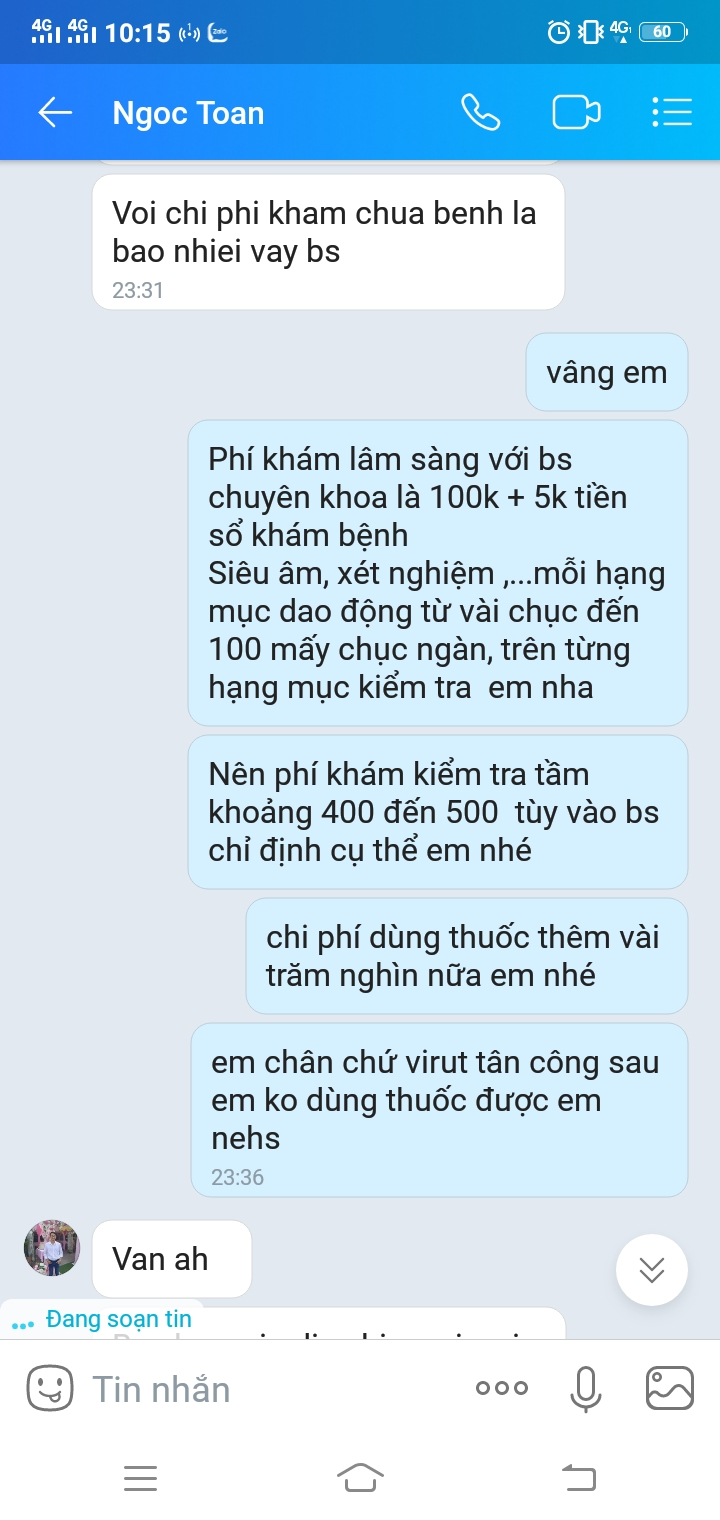 4G 4G 10:15 Zalo 4G 60
Ngoc Toan
Voi chi phi kham chua benh la
bao nhiei vay bs
23:31
vâng em
Phí khám lâm sàng với bs
chuyên khoa là 100k + 5k tiền
sổ khám bệnh
Siêu âm, xét nghiệm ,...mỗi hạng
mục dao động từ vài chục đến
100 mấy chục ngàn, trên từng
hạng mục kiểm tra  em nha
Nên phí khám kiểm tra tầm
khoảng 400 đến 500  tùy vào bs
chỉ định cụ thể em nhé
chi phí dùng thuốc thêm vài
trăm nghìn nữa em nhé
em chân chứ virut tân công sau
em ko dùng thuốc được em
nehs
23:36
Van ah
Đang soạn tin
Tin nhắn